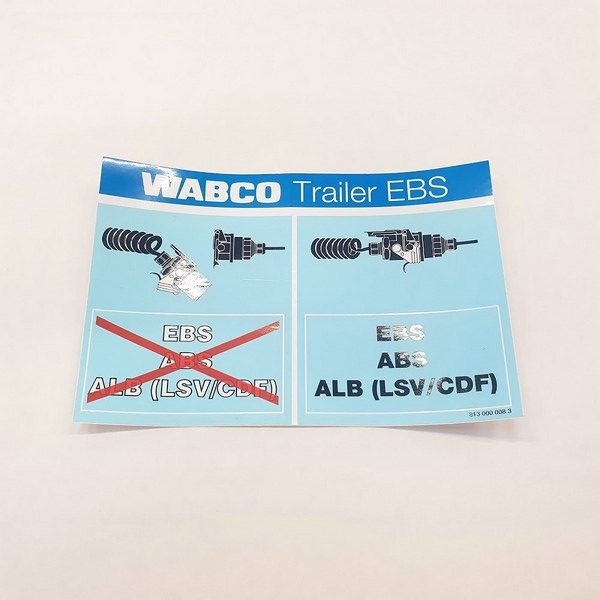 WABCO Trailer EBS
EBS
ABS
ALB (LSV/CDF)
EBS
ABS
ALB (LSV/CDF)
813 000 008 3